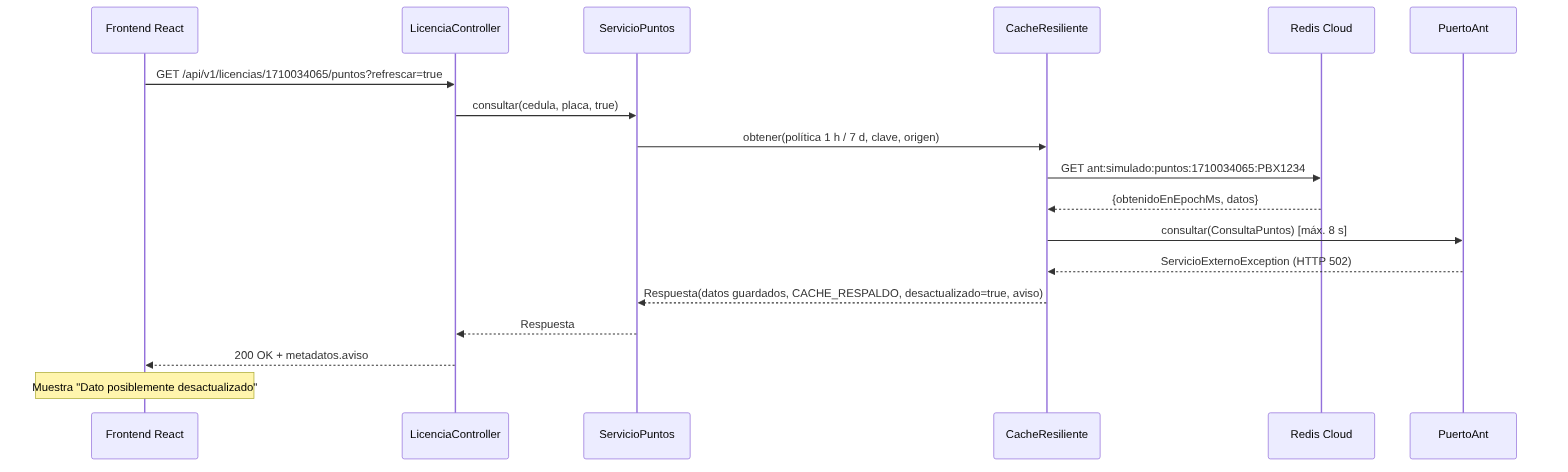 Frontend React
LicenciaController
ServicioPuntos
CacheResiliente
Redis Cloud
PuertoAnt
GET /api/v1/licencias/1710034065/puntos?refrescar=true
consultar(cedula, placa, true)
obtener(política 1 h / 7 d, clave, origen)
GET ant:simulado:puntos:1710034065:PBX1234
{obtenidoEnEpochMs, datos}
consultar(ConsultaPuntos) [máx. 8 s]
ServicioExternoException (HTTP 502)
Respuesta(datos guardados, CACHE_RESPALDO, desactualizado=true, aviso)
Respuesta
200 OK + metadatos.aviso
Muestra "Dato posiblemente desactualizado"
Frontend React
LicenciaController
ServicioPuntos
CacheResiliente
Redis Cloud
PuertoAnt